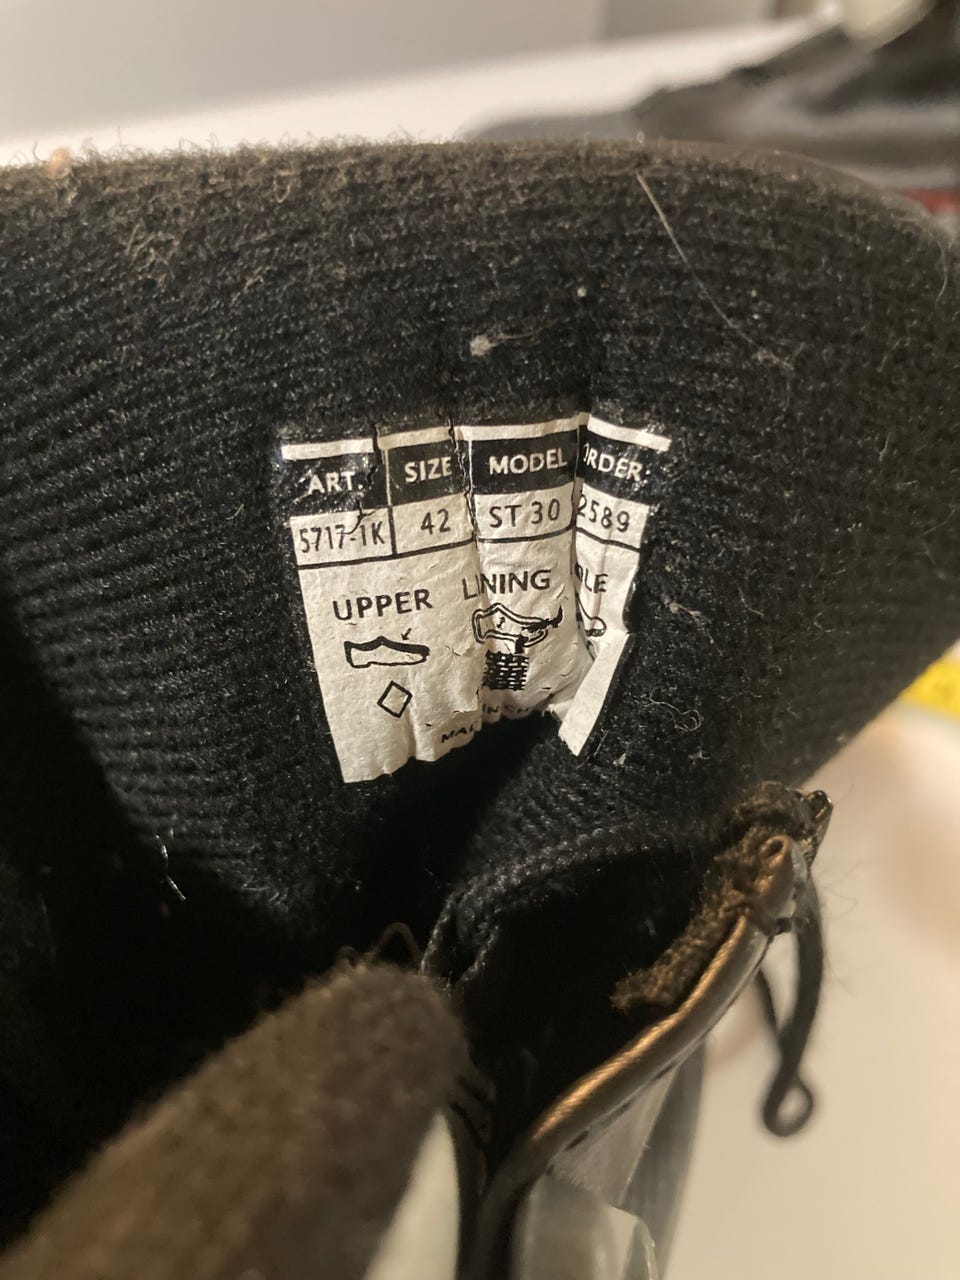 ART. SIZE MODEL ORDER:
5717-1K 42 ST 30 2589
UPPER LINING